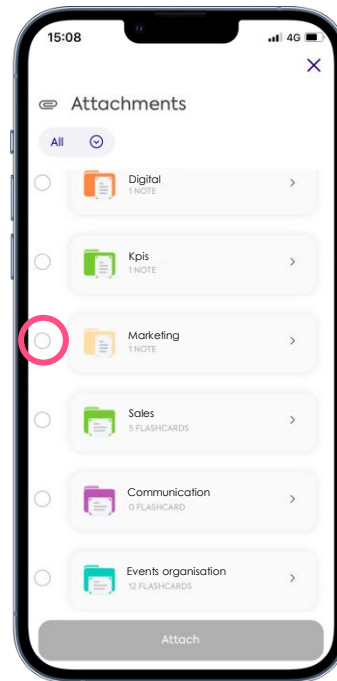 15:08
4G
Attachments
All
Digital
1 NOTE
Kpis
1 NOTE
Marketing
1 NOTE
Sales
5 FLASHCARDS
Communication
0 FLASHCARD
Events organisation
12 FLASHCARDS
Attach